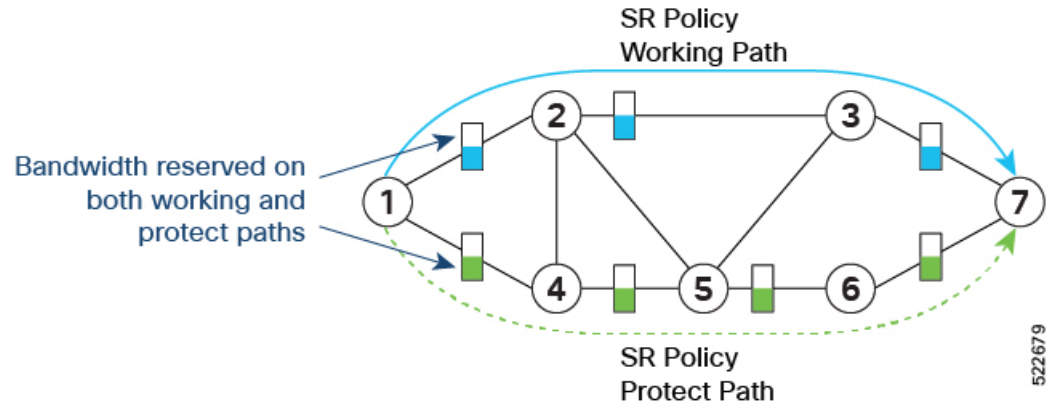 SR Policy
Working Path
2
3
Bandwidth reserved on
both working and
protect paths
1
7
4
5
6
SR Policy
Protect Path
522679